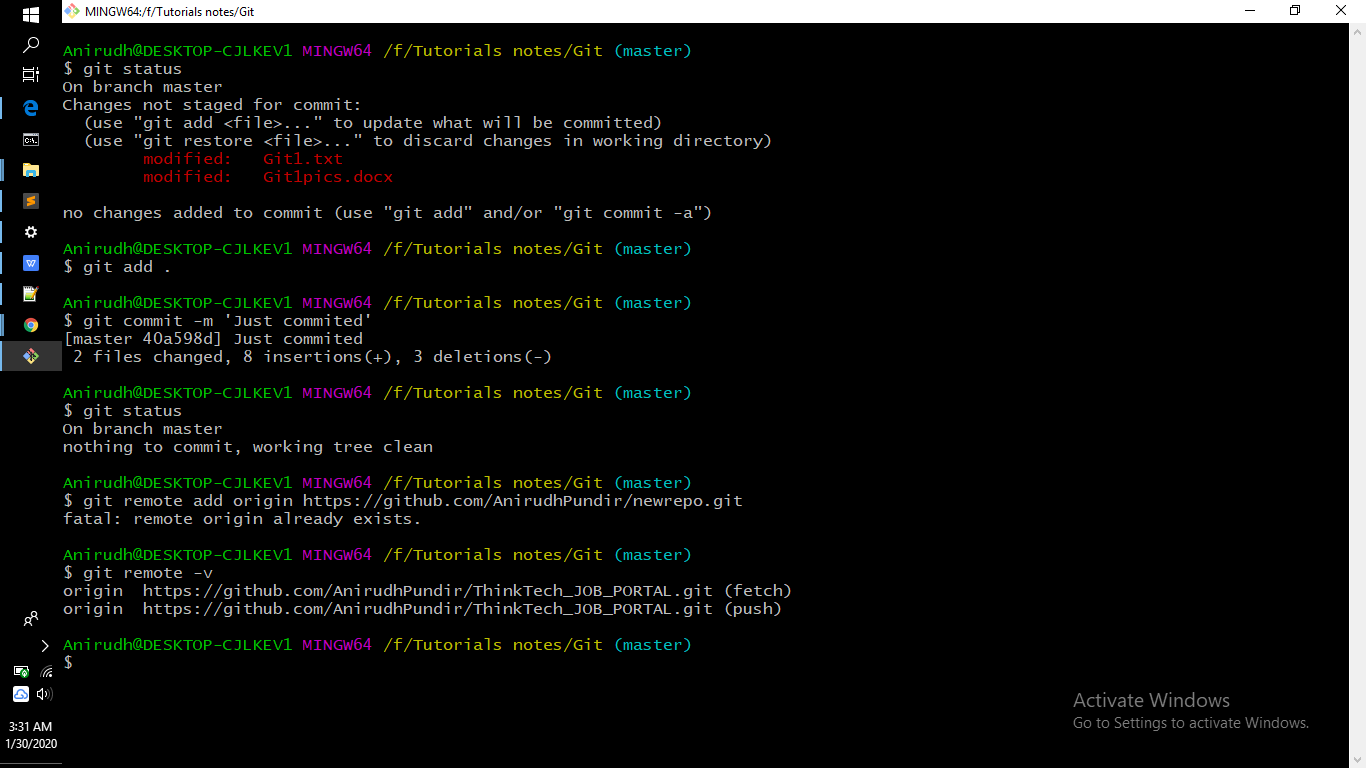 MINGW64:/f/Tutorials notes/Git
Anirudh@DESKTOP-CJLKEV1 MINGW64 /f/Tutorials notes/Git (master)
$ git status
On branch master
Changes not staged for commit:
  (use "git add <file>..." to update what will be committed)
  (use "git restore <file>..." to discard changes in working directory)
        modified:   Git1.txt
        modified:   Git1pics.docx
no changes added to commit (use "git add" and/or "git commit -a")
Anirudh@DESKTOP-CJLKEV1 MINGW64 /f/Tutorials notes/Git (master)
$ git add .
Anirudh@DESKTOP-CJLKEV1 MINGW64 /f/Tutorials notes/Git (master)
$ git commit -m 'Just commited'
[master 40a598d] Just commited
 2 files changed, 8 insertions(+), 3 deletions(-)
Anirudh@DESKTOP-CJLKEV1 MINGW64 /f/Tutorials notes/Git (master)
$ git status
On branch master
nothing to commit, working tree clean
Anirudh@DESKTOP-CJLKEV1 MINGW64 /f/Tutorials notes/Git (master)
$ git remote add origin https://github.com/AnirudhPundir/newrepo.git
fatal: remote origin already exists.
Anirudh@DESKTOP-CJLKEV1 MINGW64 /f/Tutorials notes/Git (master)
$ git remote -v
origin  https://github.com/AnirudhPundir/ThinkTech_JOB_PORTAL.git (fetch)
origin  https://github.com/AnirudhPundir/ThinkTech_JOB_PORTAL.git (push)
Anirudh@DESKTOP-CJLKEV1 MINGW64 /f/Tutorials notes/Git (master)
$
Activate Windows
Go to Settings to activate Windows.
3:31 AM
1/30/2020